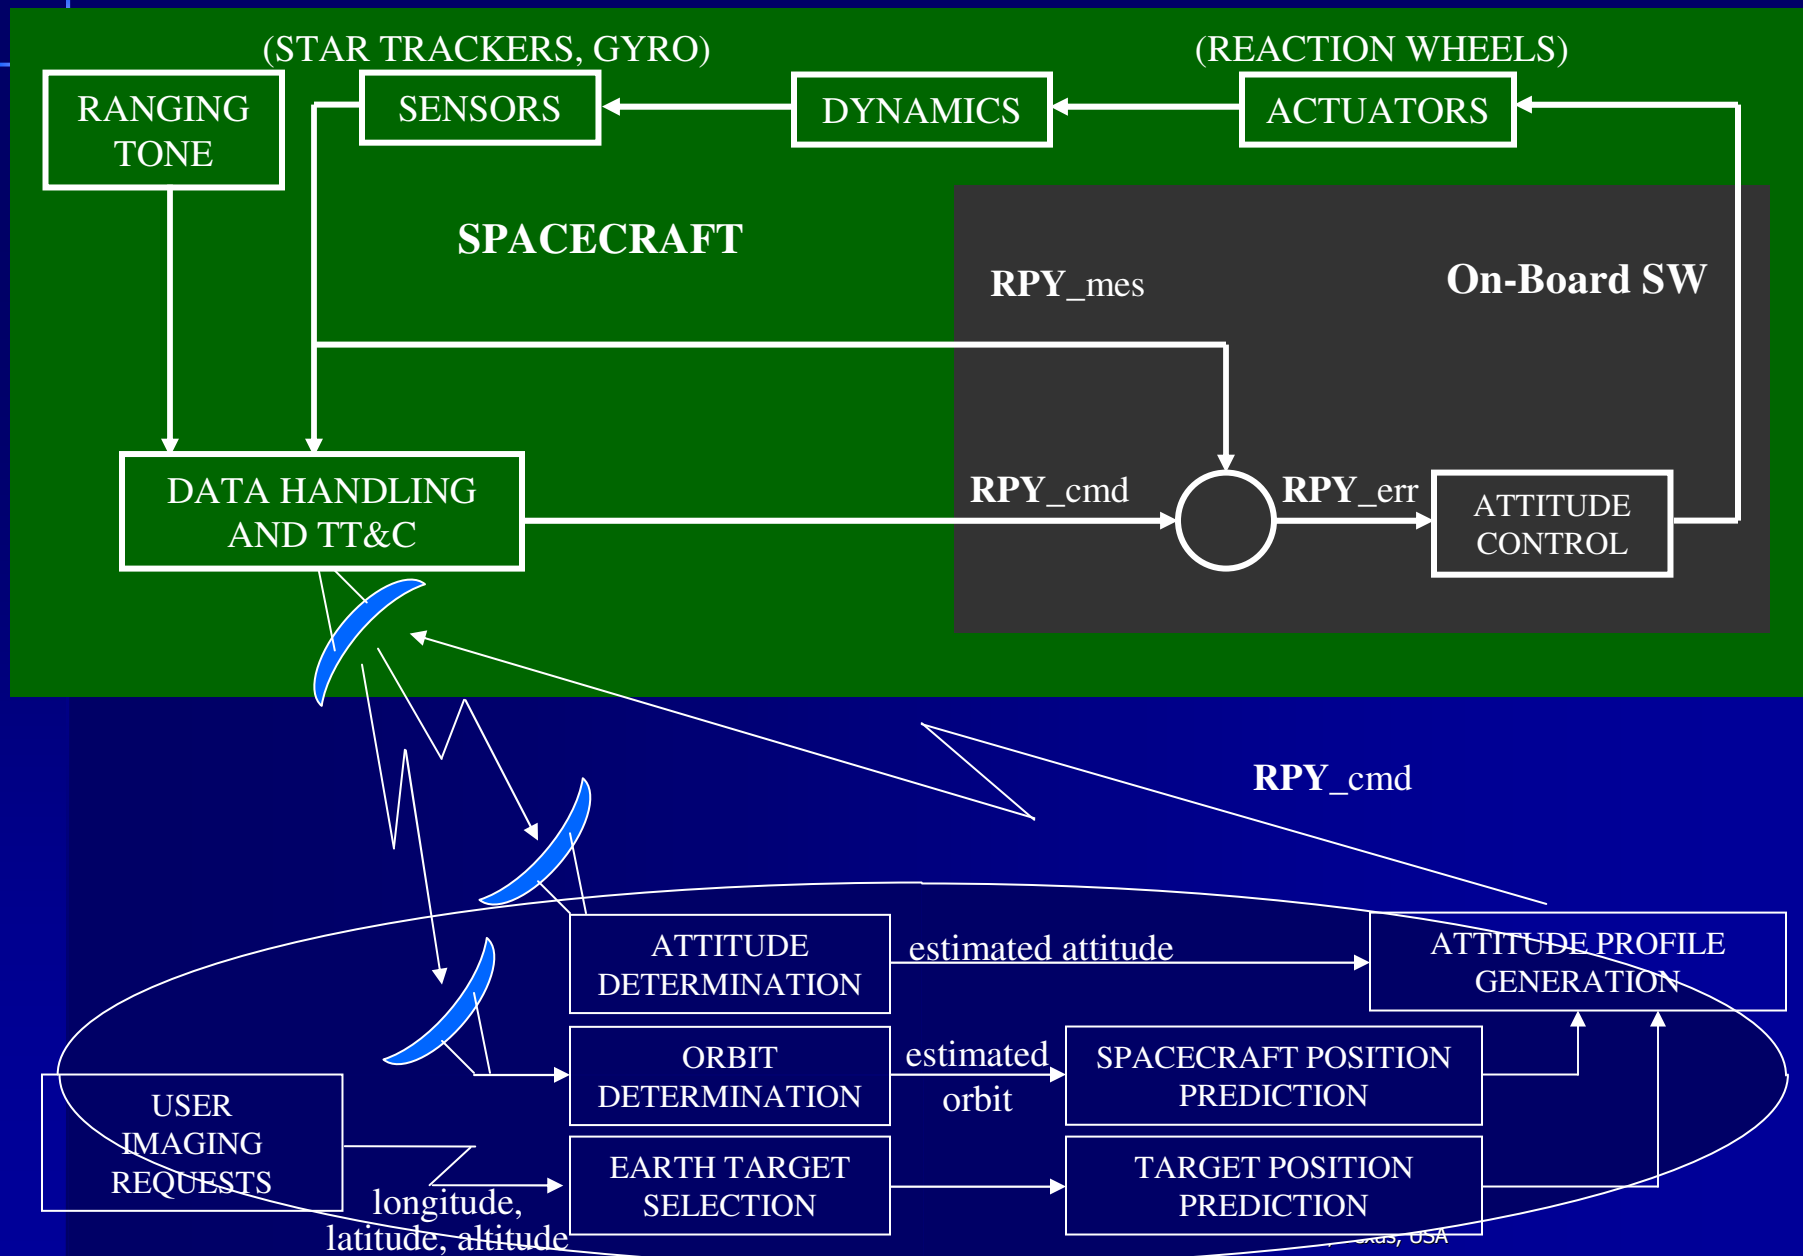 (STAR TRACKERS, GYRO)
(REACTION WHEELS)
RANGING
TONE
SENSORS
DYNAMICS
ACTUATORS
SPACECRAFT
RPY_mes
On-Board SW
DATA HANDLING
AND TT&C
RPY_cmd
RPY_err
ATTITUDE
CONTROL
RPY_cmd
ATTITUDE
DETERMINATION
estimated attitude
ATTITUDE PROFILE
GENERATION
ORBIT
DETERMINATION
estimated
orbit
SPACECRAFT POSITION
PREDICTION
USER
IMAGING
REQUESTS
longitude,
latitude, altitude
EARTH TARGET
SELECTION
TARGET POSITION
PREDICTION
USA